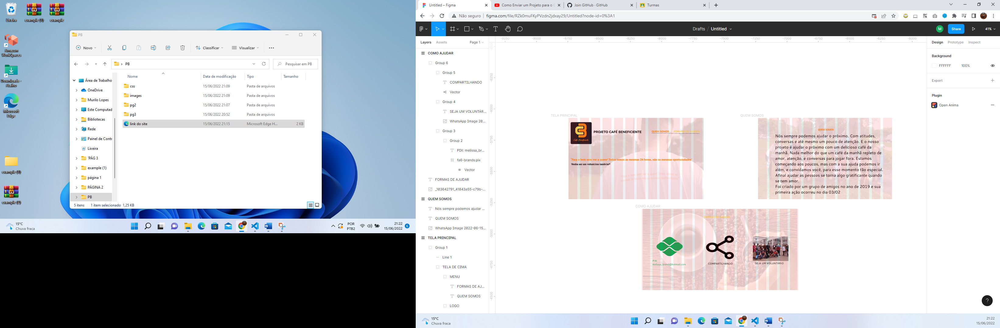 Lixeira
example (1)
example
Amazon
WorkSpaces
Downloads -
Atalho
Microsoft
Edge
example (1)
example (2)
PB
Novo
Classificar
Visualizar
PB
Pesquisar em PB
Nome
Data de modificação
Tipo
Tamanho
Área de Trabalho
OneDrive
Murilo Lopes
Este Computad
Bibliotecas
Rede
Painel de Contr
Lixeira
´PÁG 3
example (1)
página 1
PÁGINA 2
PB
css 15/06/2022 21:09 Pasta de arquivos
images 15/06/2022 21:09 Pasta de arquivos
pg2 15/06/2022 21:07 Pasta de arquivos
pg3 15/06/2022 20:52 Pasta de arquivos
link do site 15/06/2022 21:15 Microsoft Edge H... 2 KB
5 itens 1 item selecionado 1,25 KB
15°C
Chuva fraca
POR
PTB2
21:22
15/06/2022
6
Untitled – Figma
Como Enviar um Projeto para o
Join GitHub · GitHub
Turmas
Não seguro figma.com/file/RZk0muFKyPVzdn2jdxay29/Untitled?node-id=0%3A1
Drafts / Untitled
M
Share
41%
Layers
Assets
Page 1
-9250 -9000 -8750 -8500 -8250 -8000 -7750 -7500 -7250 -7000 -6750 -6500 -6250 -6000
-6250
-6000
-5750
-5500
-5250
-5000
-4750
-4500
COMO AJUDAR
Group 6
Group 5
COMPARTILHANDO
Vector
Group 4
SEJA UM VOLUNTÁR...
WhatsApp Image 20...
Group 3
Group 2
PIX: melissa_br...
fa6-brands:pix
Vector
FORMAS DE AJUDAR
_103642791_41843a55-c79b-...
QUEM SOMOS
Nós sempre podemos ajudar ...
QUEM SOMOS
WhatsApp Image 2022-06-15...
TELA PRINCIPAL
Group 1
Line 1
TELA DE CIMA
MENU
FORMAS DE AJ...
QUEM SOMOS
LOGO
TELA PRINCIPAL
Café Beneficiente
PROJETO CAFÉ BENEFICIENTE
QUEM SOMOS
"Faça o bem sem ver a quem! Todos temos as mesmas 24 horas, não as mesmas oportunidades"
Venha ser um voluntário também!!
QUEM SOMOS
QUEM SOMOS
Nós sempre podemos ajudar o próximo. Com atitudes,
conversas e até mesmo um pouco de atenção. E o nosso
projeto é ajudar o próximo com um delicioso café da
manhã. Nada melhor do que um café da manhã repleto de
amor, atenção, e conversas para jogar fora. Estamos
começando aos poucos, mas com a sua ajuda podemos ir
além, e convidamos você, para esse momento tão especial.
Afinal ajudar as pessoas se torna algo gratificante quando
se tem amor.
Foi criado por um grupo de amigos no ano de 2019 e sua
primeira ação ocorreu no dia 03/02
COMO AJUDAR
PIX:
melissa_brand@hotmail.com
COMPARTILHANDO
SEJA UM VOLUNTÁRIO
Design
Prototype
Inspect
Background
FFFFFF 100%
Export
Plugin
Open Anima
?
15°C
Chuva fraca
21:22
15/06/2022